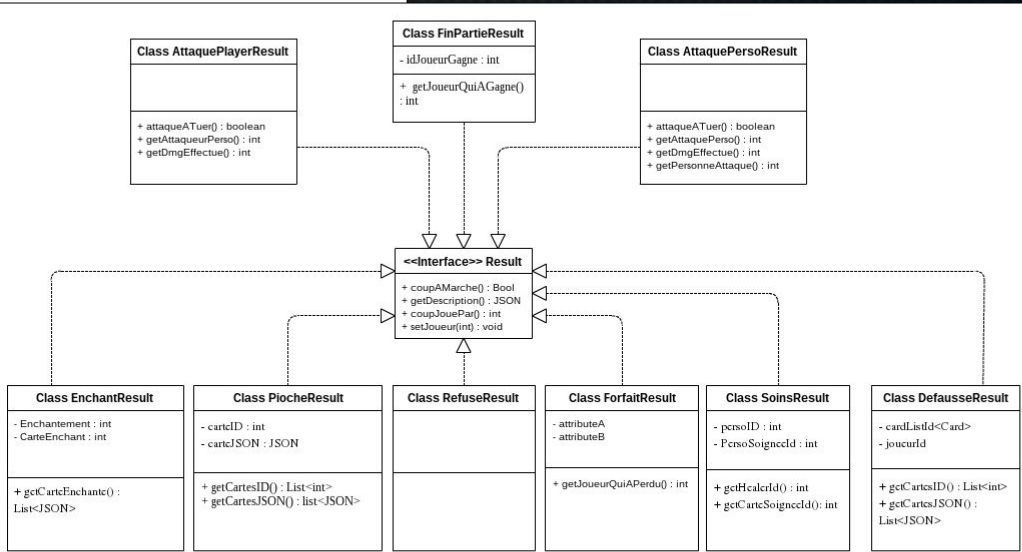 Class AttaquePlayerResult
+ attaqueATuer() : boolean
+ getAttaqueurPerso() : int
+ getDmgEffectue() : int
Class FinPartieResult
- idJoueurGagne : int
+ getJoueurQuiAGagne()
: int
Class AttaquePersoResult
+ attaqueATuer() : boolean
+ getAttaquePerso() : int
+ getDmgEffectue() : int
+ getPersonneAttaque() : int
<<Interface>> Result
+ coupAMarche() : Bool
+ getDescription() : JSON
+ coupJouePar() : int
+ setJoueur(int) : void
Class EnchantResult
- Enchantement : int
- CarteEnchant : int
+ getCarteEnchante() :
List<JSON>
Class PiocheResult
- carteID : int
- carteJSON : JSON
+ getCartesID() : List<int>
+ getCartesJSON() : list<JSON>
Class RefuseResult
Class ForfaitResult
- attributeA
- attributeB
+ getJoueurQuiAPerdu() : int
Class SoinsResult
- persoID : int
- PersoSoigneeId : int
+ getHealerId() : int
+ getCarteSoigneeId(): int
Class DefausseResult
- cardListId<Card>
- joueurId
+ getCartesID() : List<int>
+ getCartesJSON() :
List<JSON>